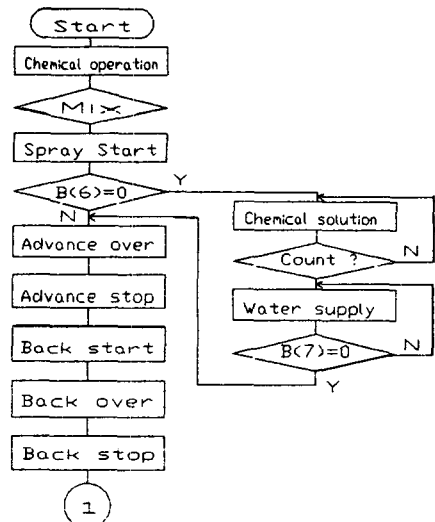 Start
Chemical operation
Mix
Spray Start
B(6)=0
Y
N
Advance over
Advance stop
Back start
Back over
Back stop
1
Chemical solution
Count ?
N
Water supply
B(7)=0
N
Y